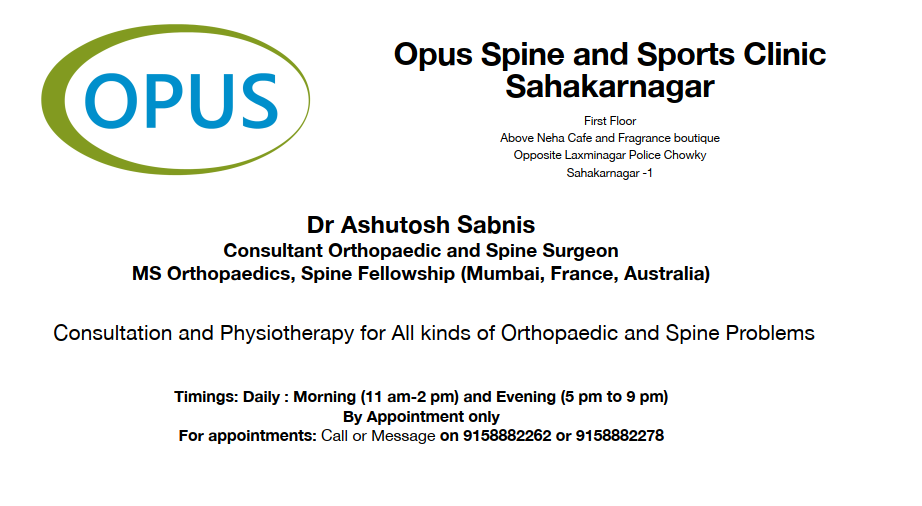 OPUS
Opus Spine and Sports Clinic
Sahakarnagar
First Floor
Above Neha Cafe and Fragrance boutique
Opposite Laxminagar Police Chowky
Sahakarnagar -1
Dr Ashutosh Sabnis
Consultant Orthopaedic and Spine Surgeon
MS Orthopaedics, Spine Fellowship (Mumbai, France, Australia)
Consultation and Physiotherapy for All kinds of Orthopaedic and Spine Problems
Timings: Daily : Morning (11 am-2 pm) and Evening (5 pm to 9 pm)
By Appointment only
For appointments: Call or Message on 9158882262 or 9158882278